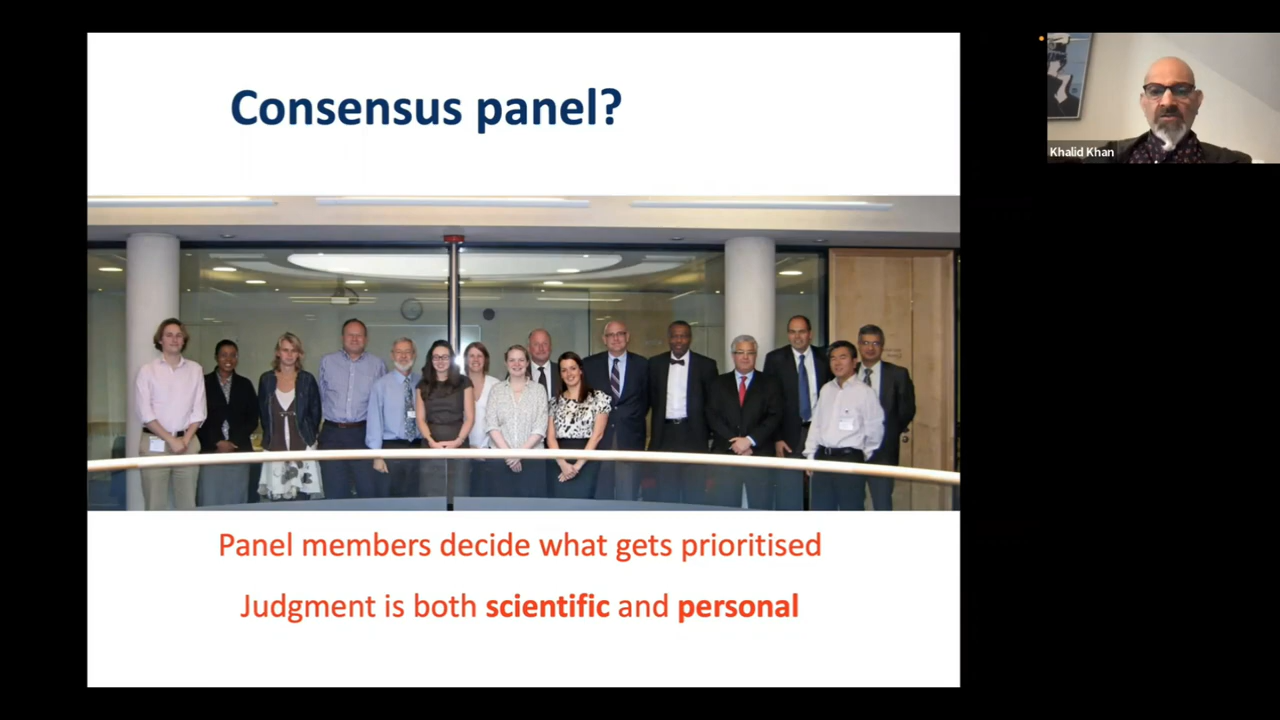 Consensus panel?
Khalid Khan
Panel members decide what gets prioritised
Judgment is both scientific and personal